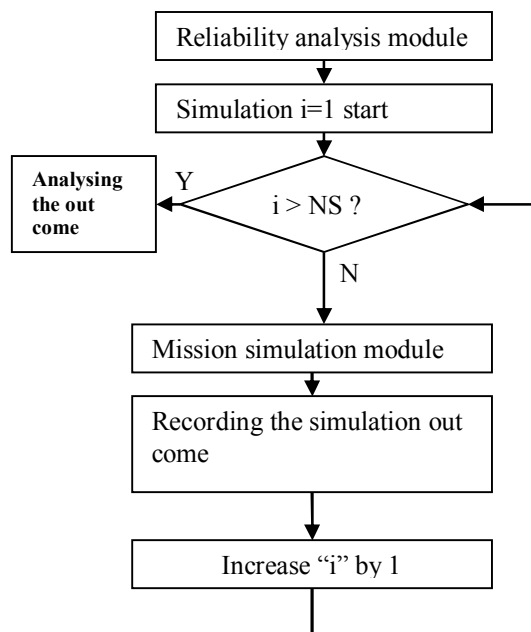 Reliability analysis module
Simulation i=1 start
Analysing
the out
come
Y
i > NS ?
N
Mission simulation module
Recording the simulation out
come
Increase “i” by 1